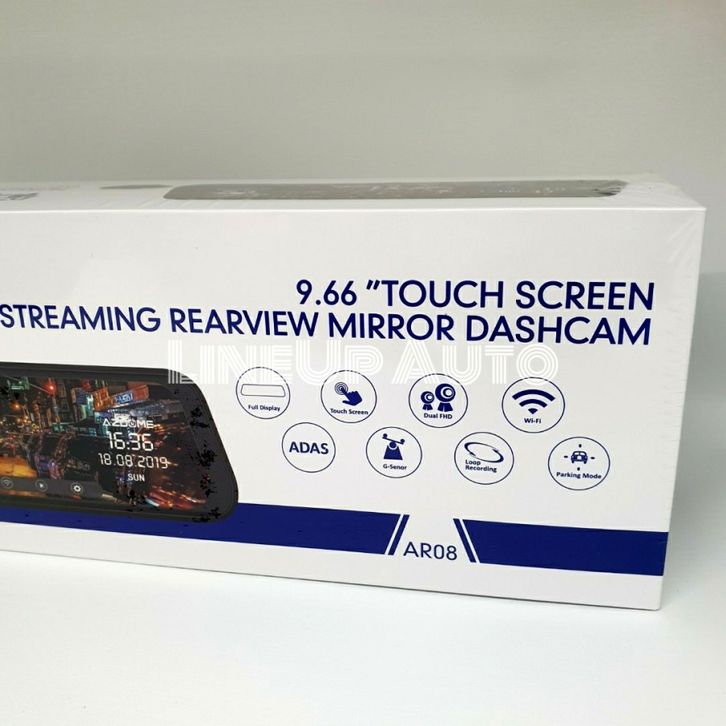 9.66 "TOUCH SCREEN
STREAMING REARVIEW MIRROR DASHCAM
LINEUP AUTO
Full Display
Touch Screen
Dual FHD
Wi-Fi
AZDOME
16:36
18.08.2019
SUN
ADAS
G-Senor
Loop
Recording
Parking Mode
AR08